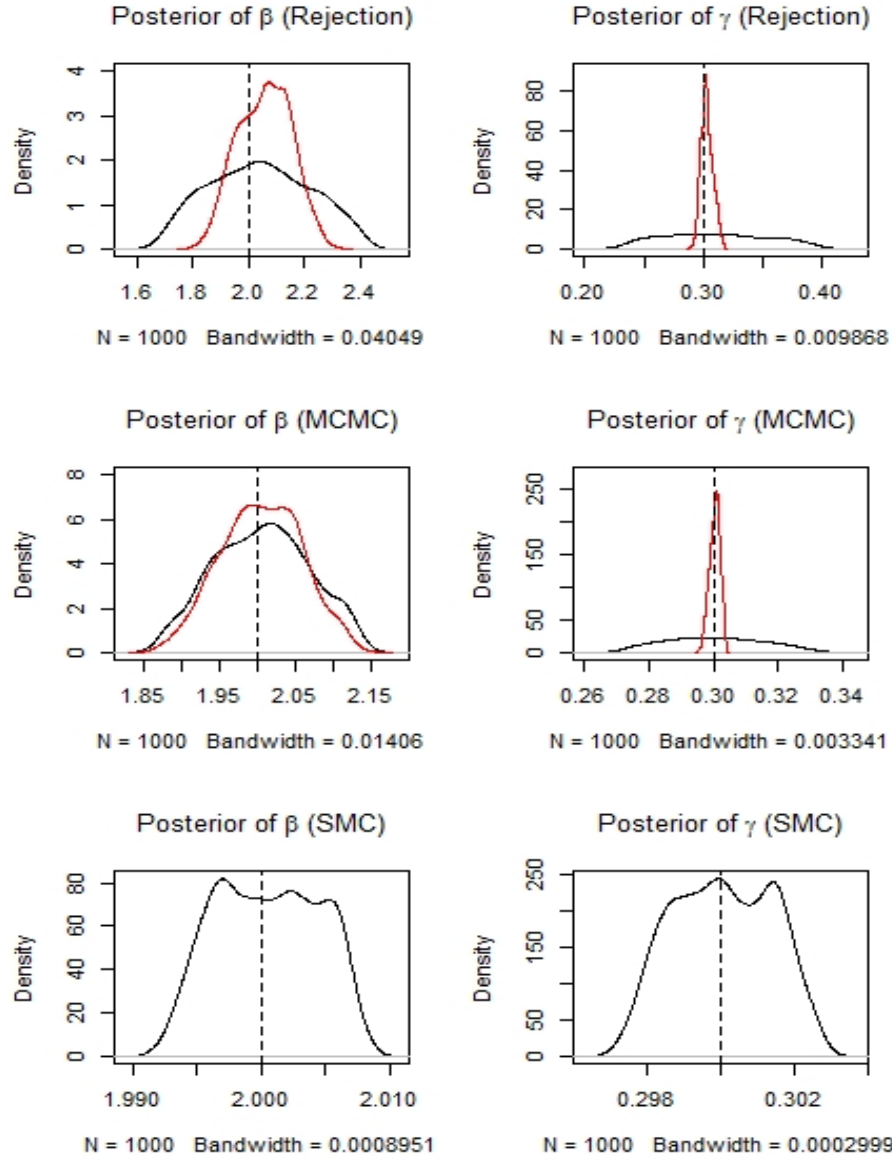 Posterior of β (Rejection)
Posterior of γ (Rejection)
Density
4
3
2
1
0
1.6 1.8 2.0 2.2 2.4
N = 1000 Bandwidth = 0.04049
Density
80
60
40
20
0
0.20 0.30 0.40
N = 1000 Bandwidth = 0.009868
Posterior of β (MCMC)
Posterior of γ (MCMC)
Density
8
6
4
2
0
1.85 1.95 2.05 2.15
N = 1000 Bandwidth = 0.01406
Density
250
150
50
0
0.26 0.28 0.30 0.32 0.34
N = 1000 Bandwidth = 0.003341
Posterior of β (SMC)
Posterior of γ (SMC)
Density
80
60
40
20
0
1.990 2.000 2.010
N = 1000 Bandwidth = 0.0008951
Density
250
150
50
0
0.298 0.302
N = 1000 Bandwidth = 0.0002999